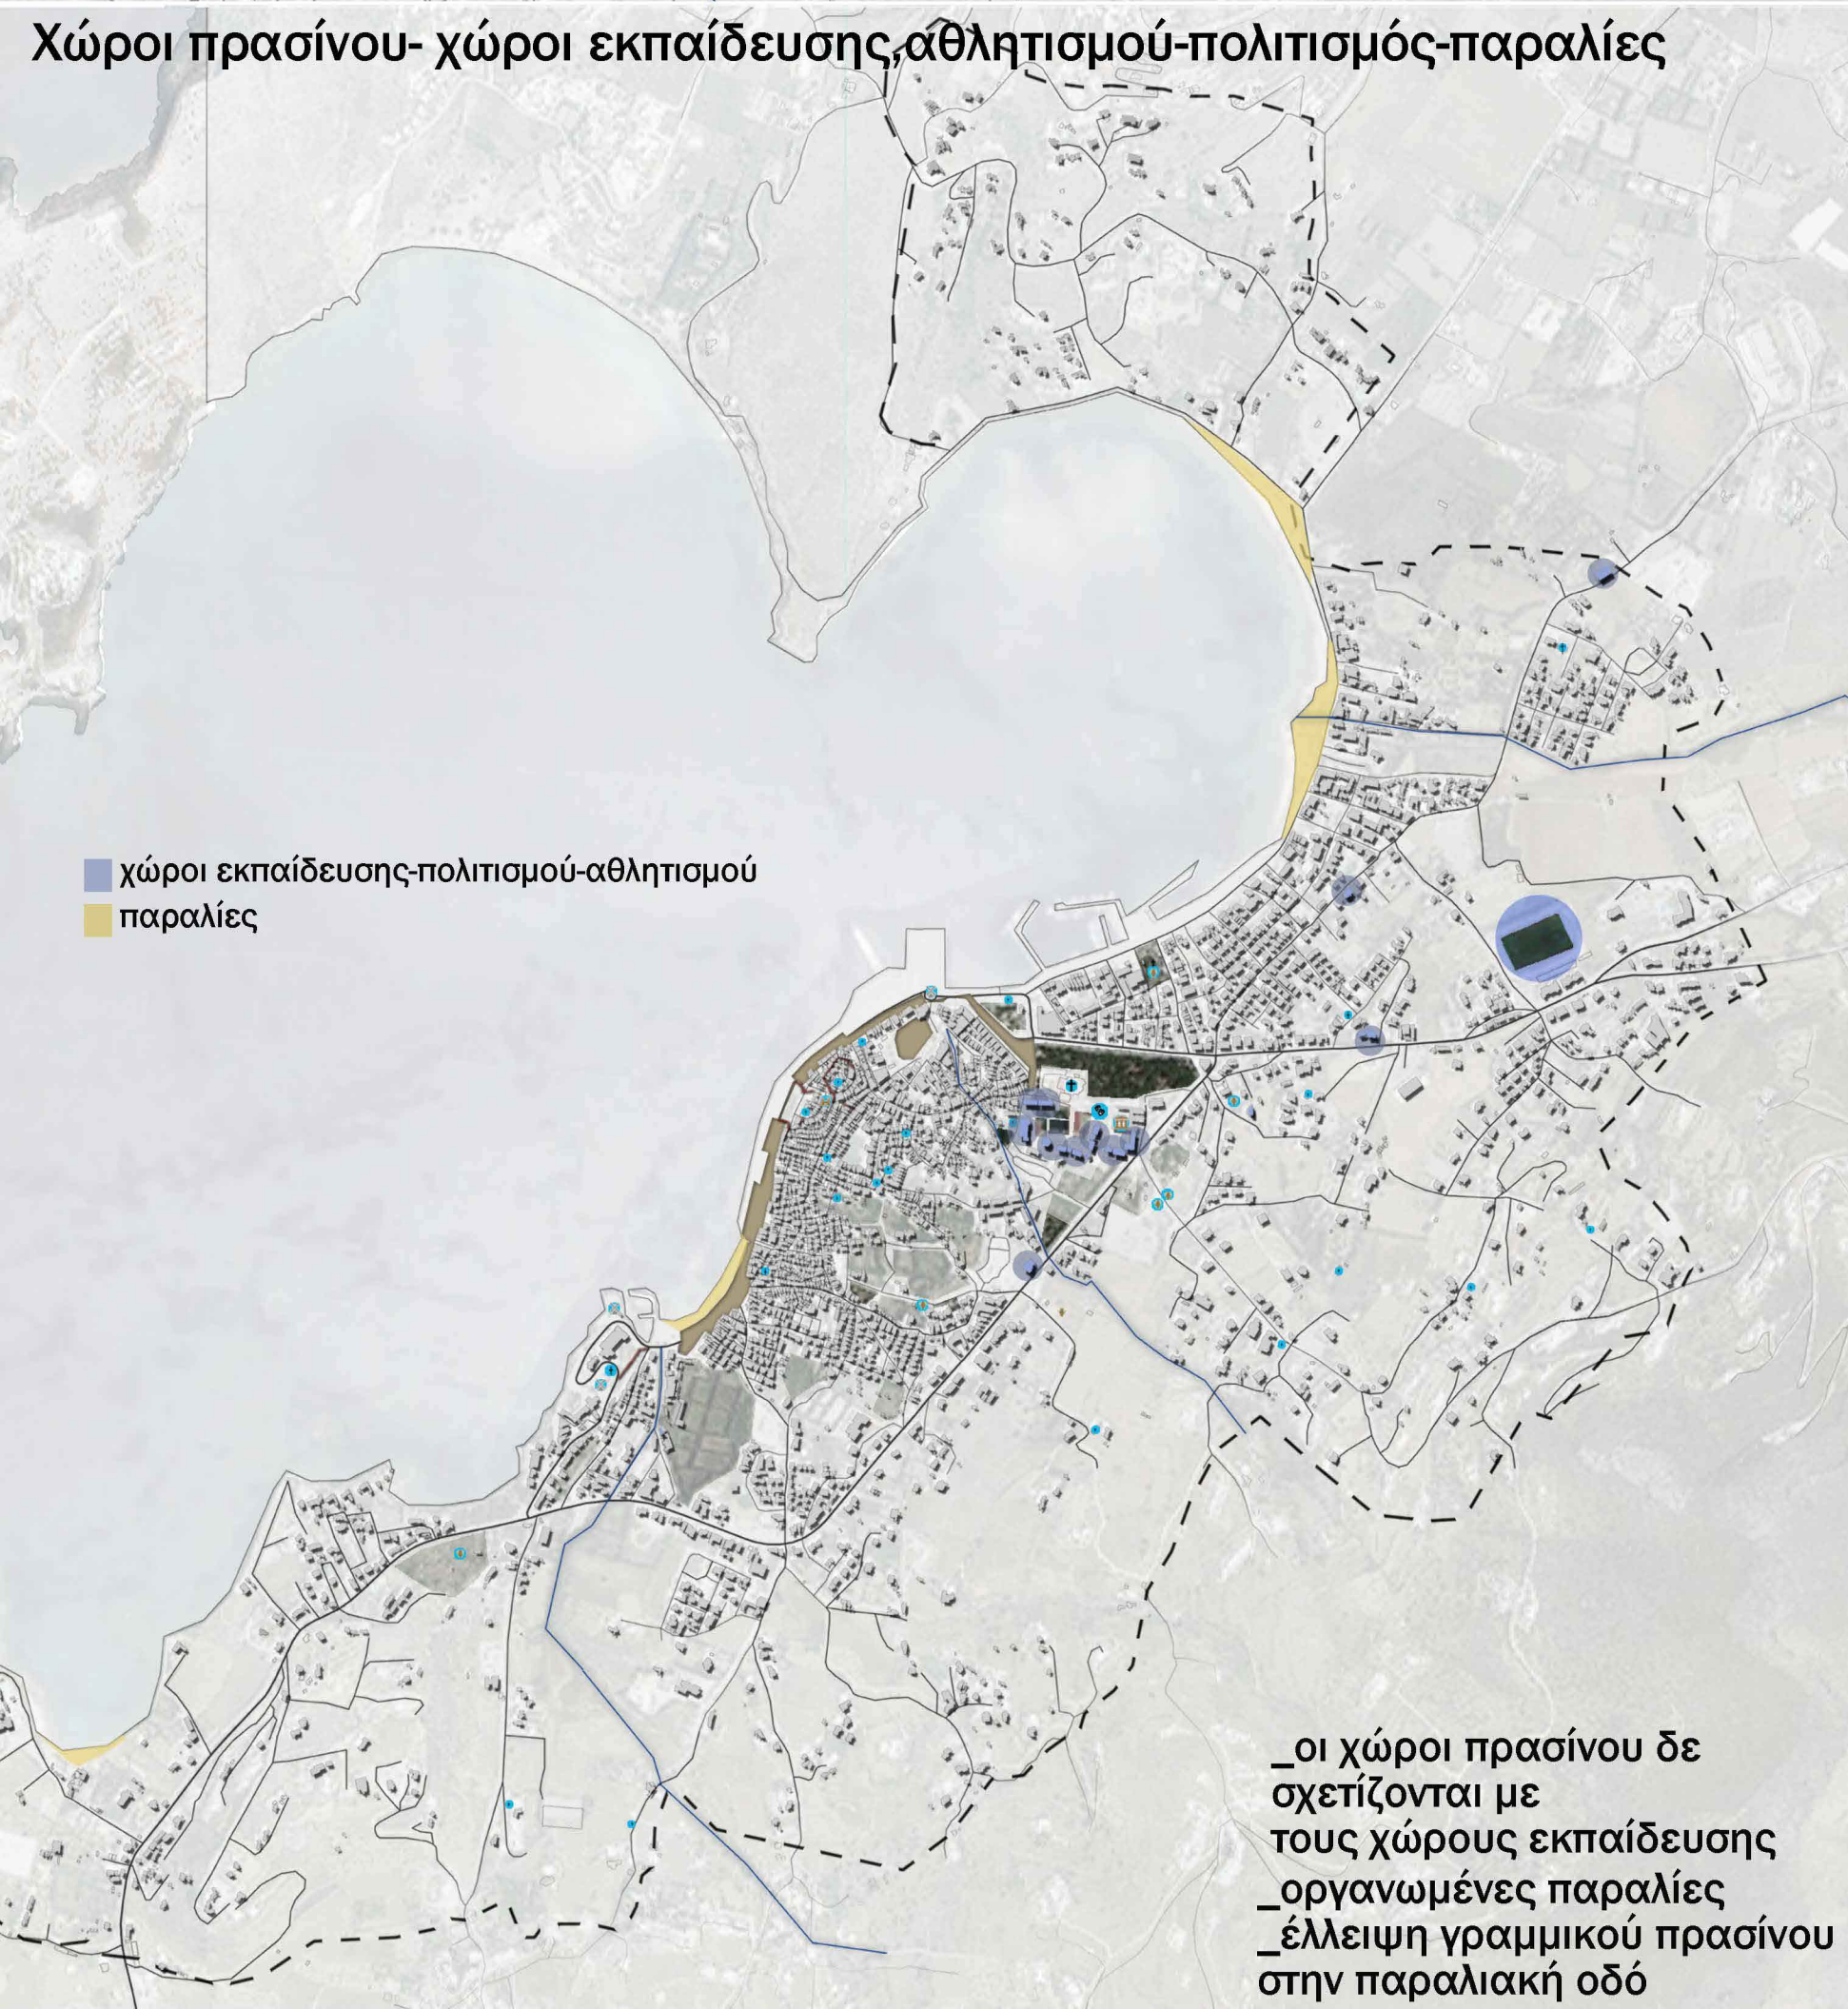 Χώροι πρασίνου- χώροι εκπαίδευσης,αθλητισμού-πολιτισμός-παραλίες
χώροι εκπαίδευσης-πολιτισμού-αθλητισμού
παραλίες
_οι χώροι πρασίνου δε
σχετίζονται με
τους χώρους εκπαίδευσης
_οργανωμένες παραλίες
_έλλειψη γραμμικού πρασίνου
στην παραλιακή οδό